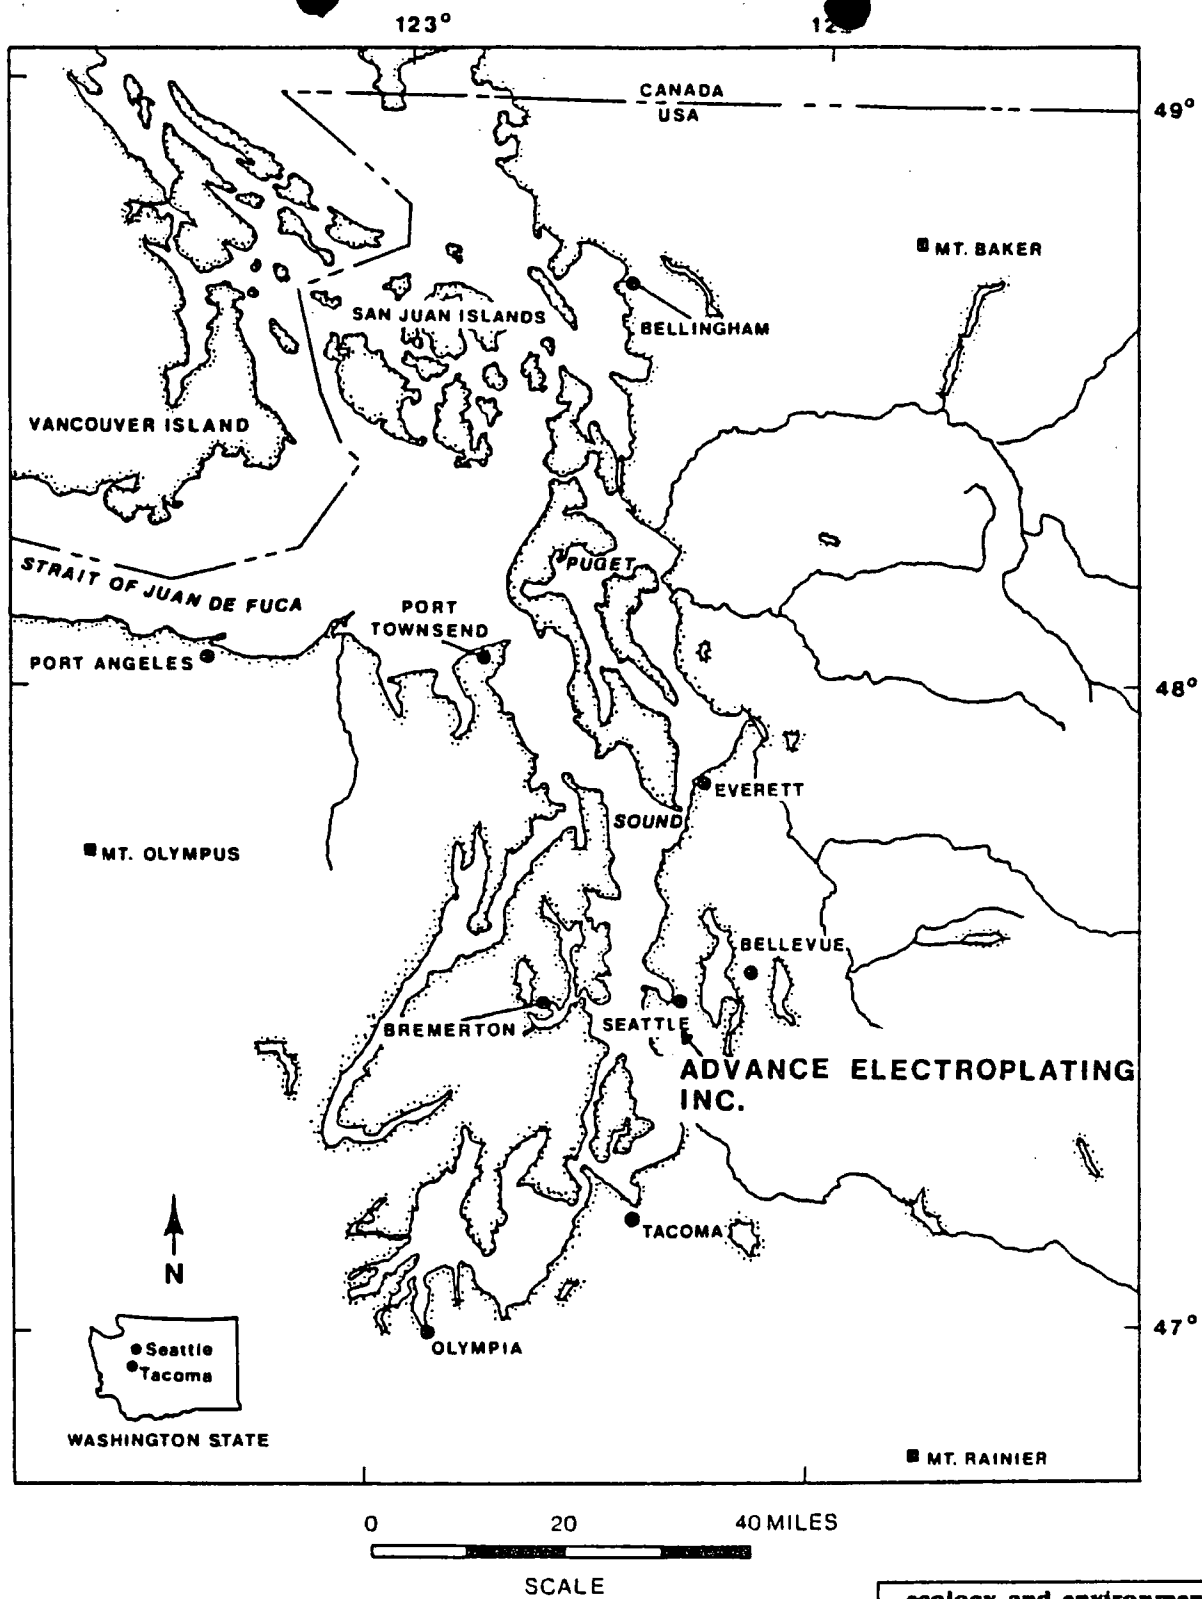 123°
CANADA
USA
49°
MT. BAKER
SAN JUAN ISLANDS
BELLINGHAM
VANCOUVER ISLAND
STRAIT OF JUAN DE FUCA
PUGET
PORT
TOWNSEND
PORT ANGELES
48°
EVERETT
SOUND
MT. OLYMPUS
BELLEVUE
BREMERTON
SEATTLE
ADVANCE ELECTROPLATING
INC.
TACOMA
N
47°
Seattle
Tacoma
OLYMPIA
WASHINGTON STATE
MT. RAINIER
0 20 40 MILES
SCALE